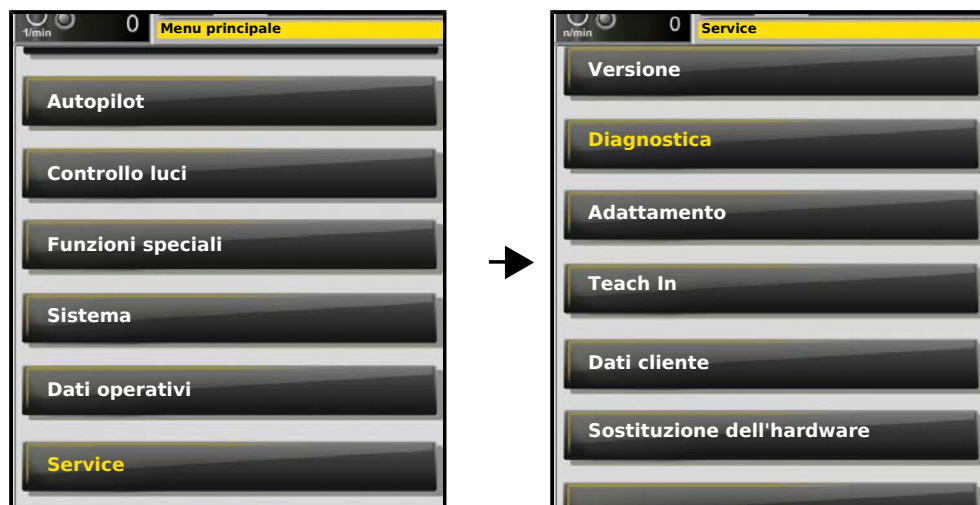 1/min
0
Menu principale
Autopilot
Controllo luci
Funzioni speciali
Sistema
Dati operativi
Service
n/min
0
Service
Versione
Diagnostica
Adattamento
Teach In
Dati cliente
Sostituzione dell'hardware